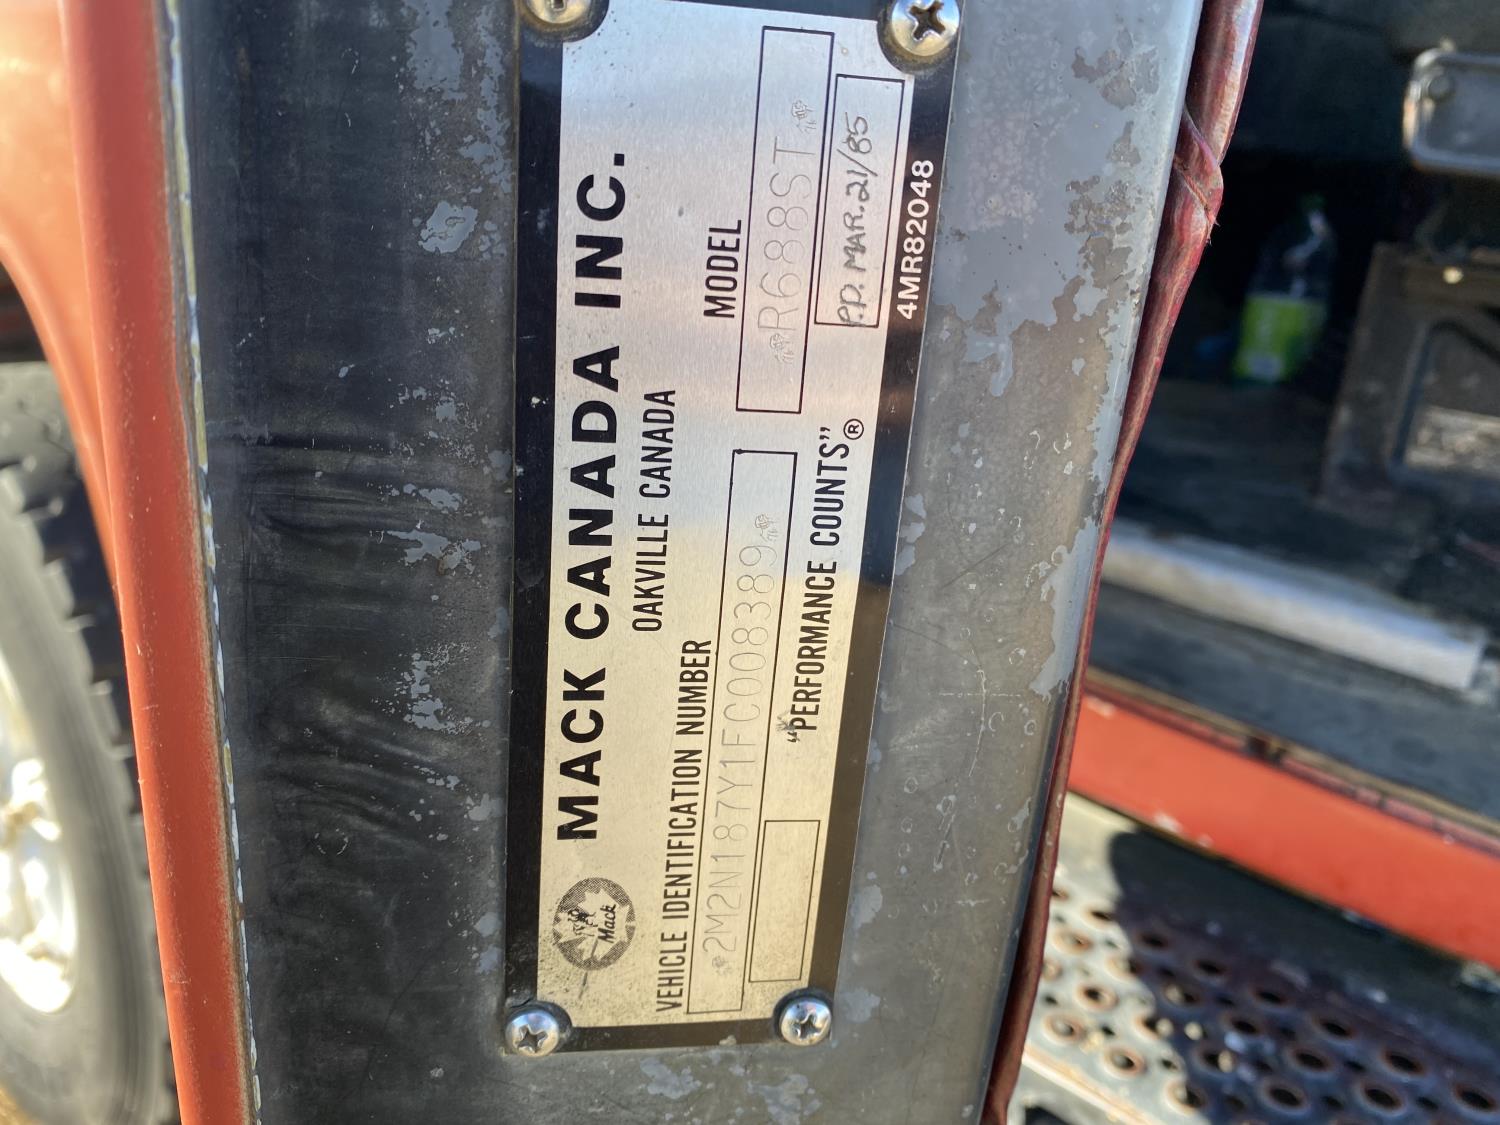 MACK CANADA INC.
OAKVILLE CANADA
Mack
VEHICLE IDENTIFICATION NUMBER
2M2N187Y1FC008389
MODEL
R688ST
P.D. MAR. 21/85
"PERFORMANCE COUNTS"®
4MR82048